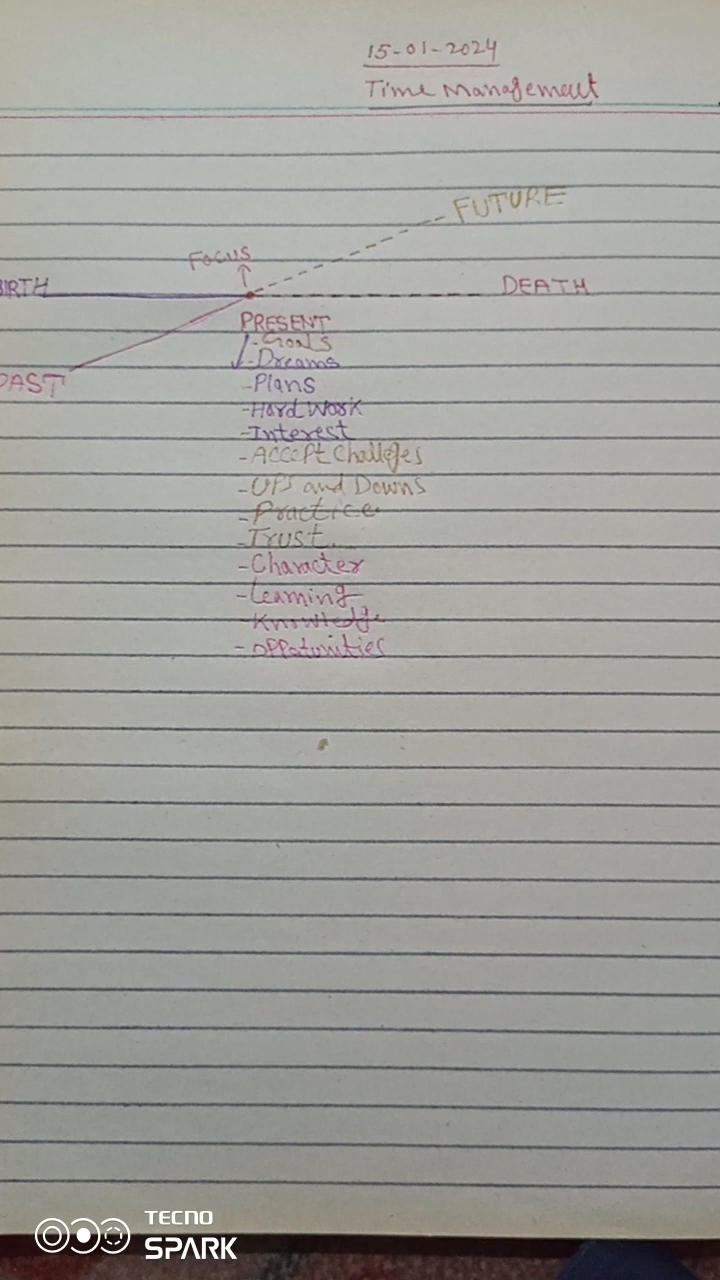 15-01-2024
Time Management
FUTURE
FOCUS
BIRTH
DEATH
PRESENT
PAST
- Goals
- Dreams
- Plans
- Hard Work
- Interest
- Accept Challeges
- UPS and Downs
- Practice
- Trust.
- Character
- Learning
- Knowledge
- oppotunities
TECNO
SPARK